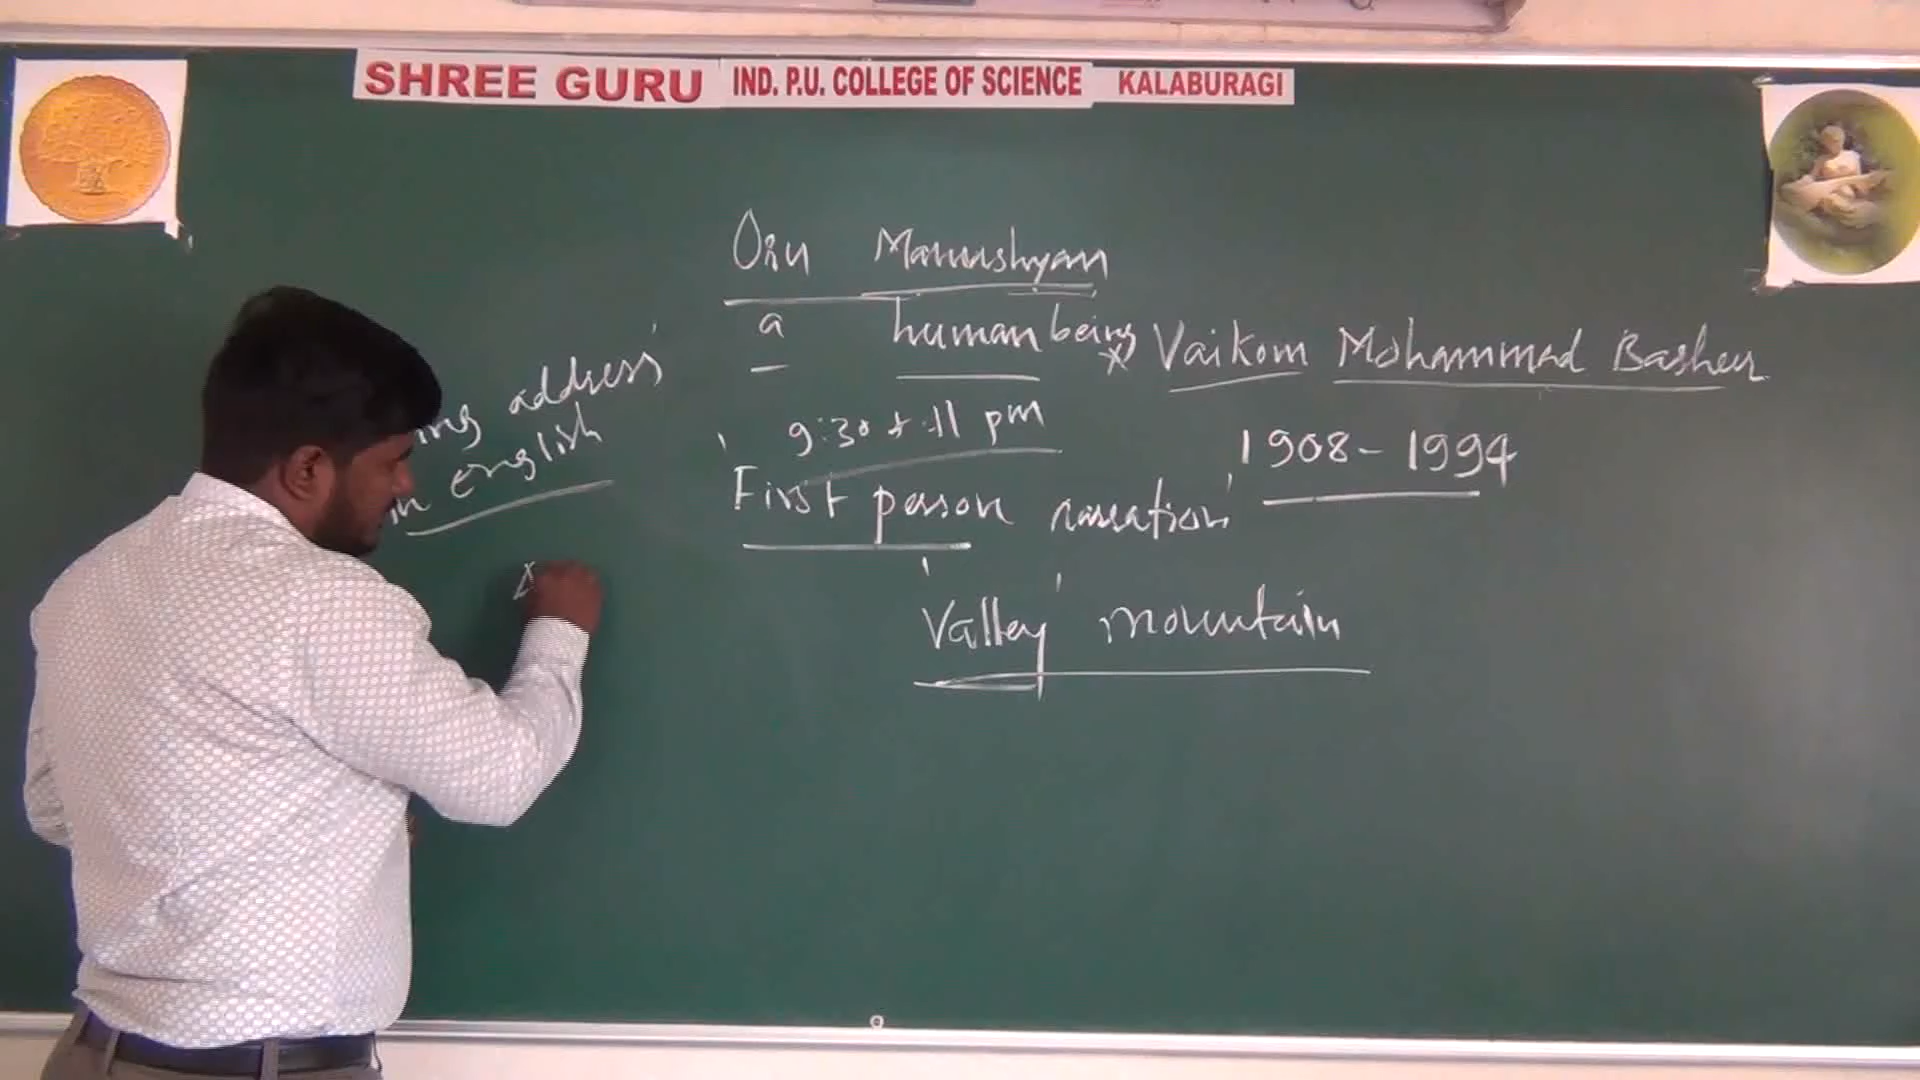 SHREE GURU IND. P.U. COLLEGE OF SCIENCE KALABURAGI
Oru Manushyan
a human being
Vaikom Mohammad Basheer
1908 - 1994
address'
in english
9:30 11 pm
'First person narration'
'Valley' mountain